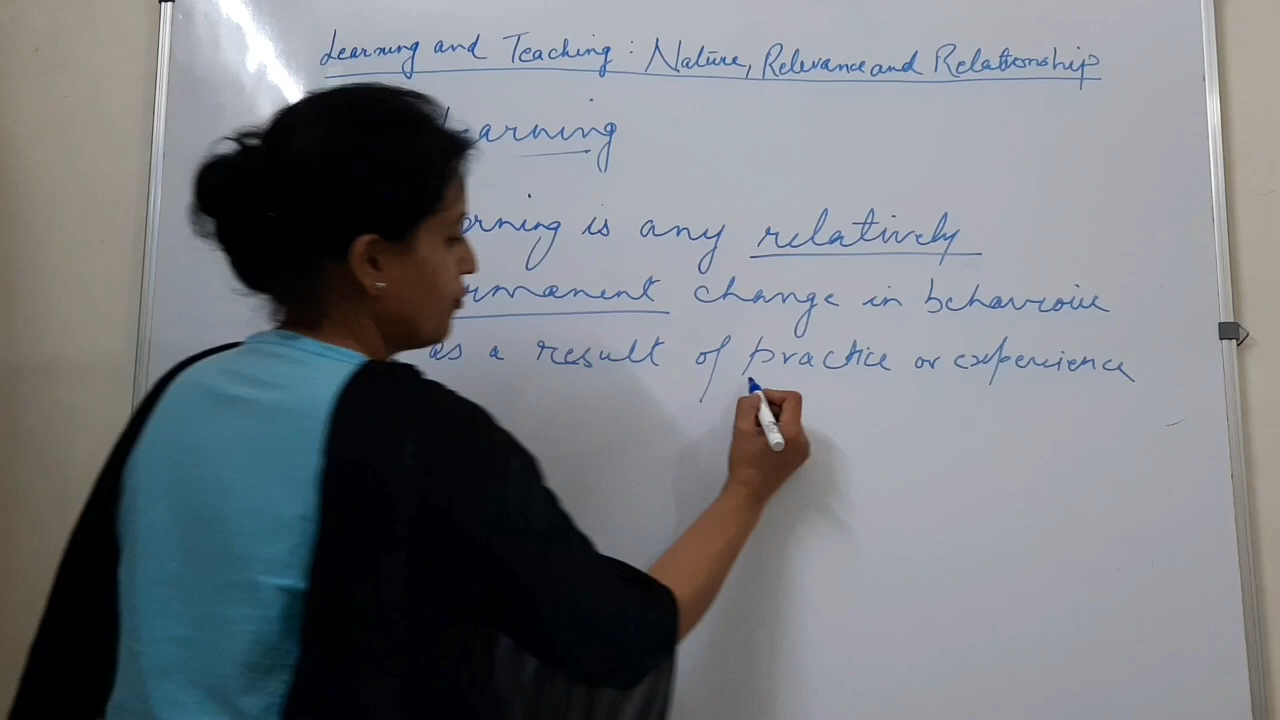 Learning and Teaching : Nature, Relevance and Relationship
Learning
Learning is any relatively
permanent change in behaviour
as a result of practice or experience